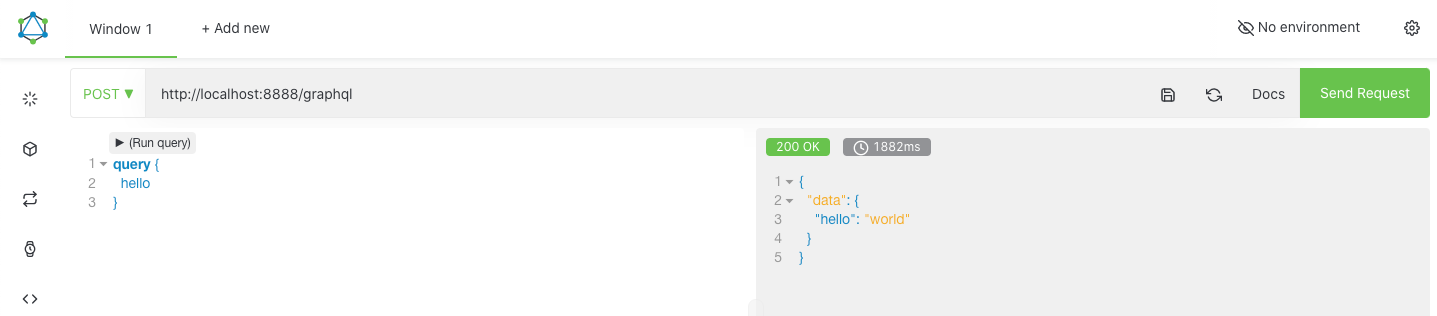 Window 1 + Add new No environment
POST ▼ http://localhost:8888/graphql Docs Send Request
▶ (Run query)
1 query {
2 hello
3 }
200 OK 1882ms
1 {
2 "data": {
3 "hello": "world"
4 }
5 }